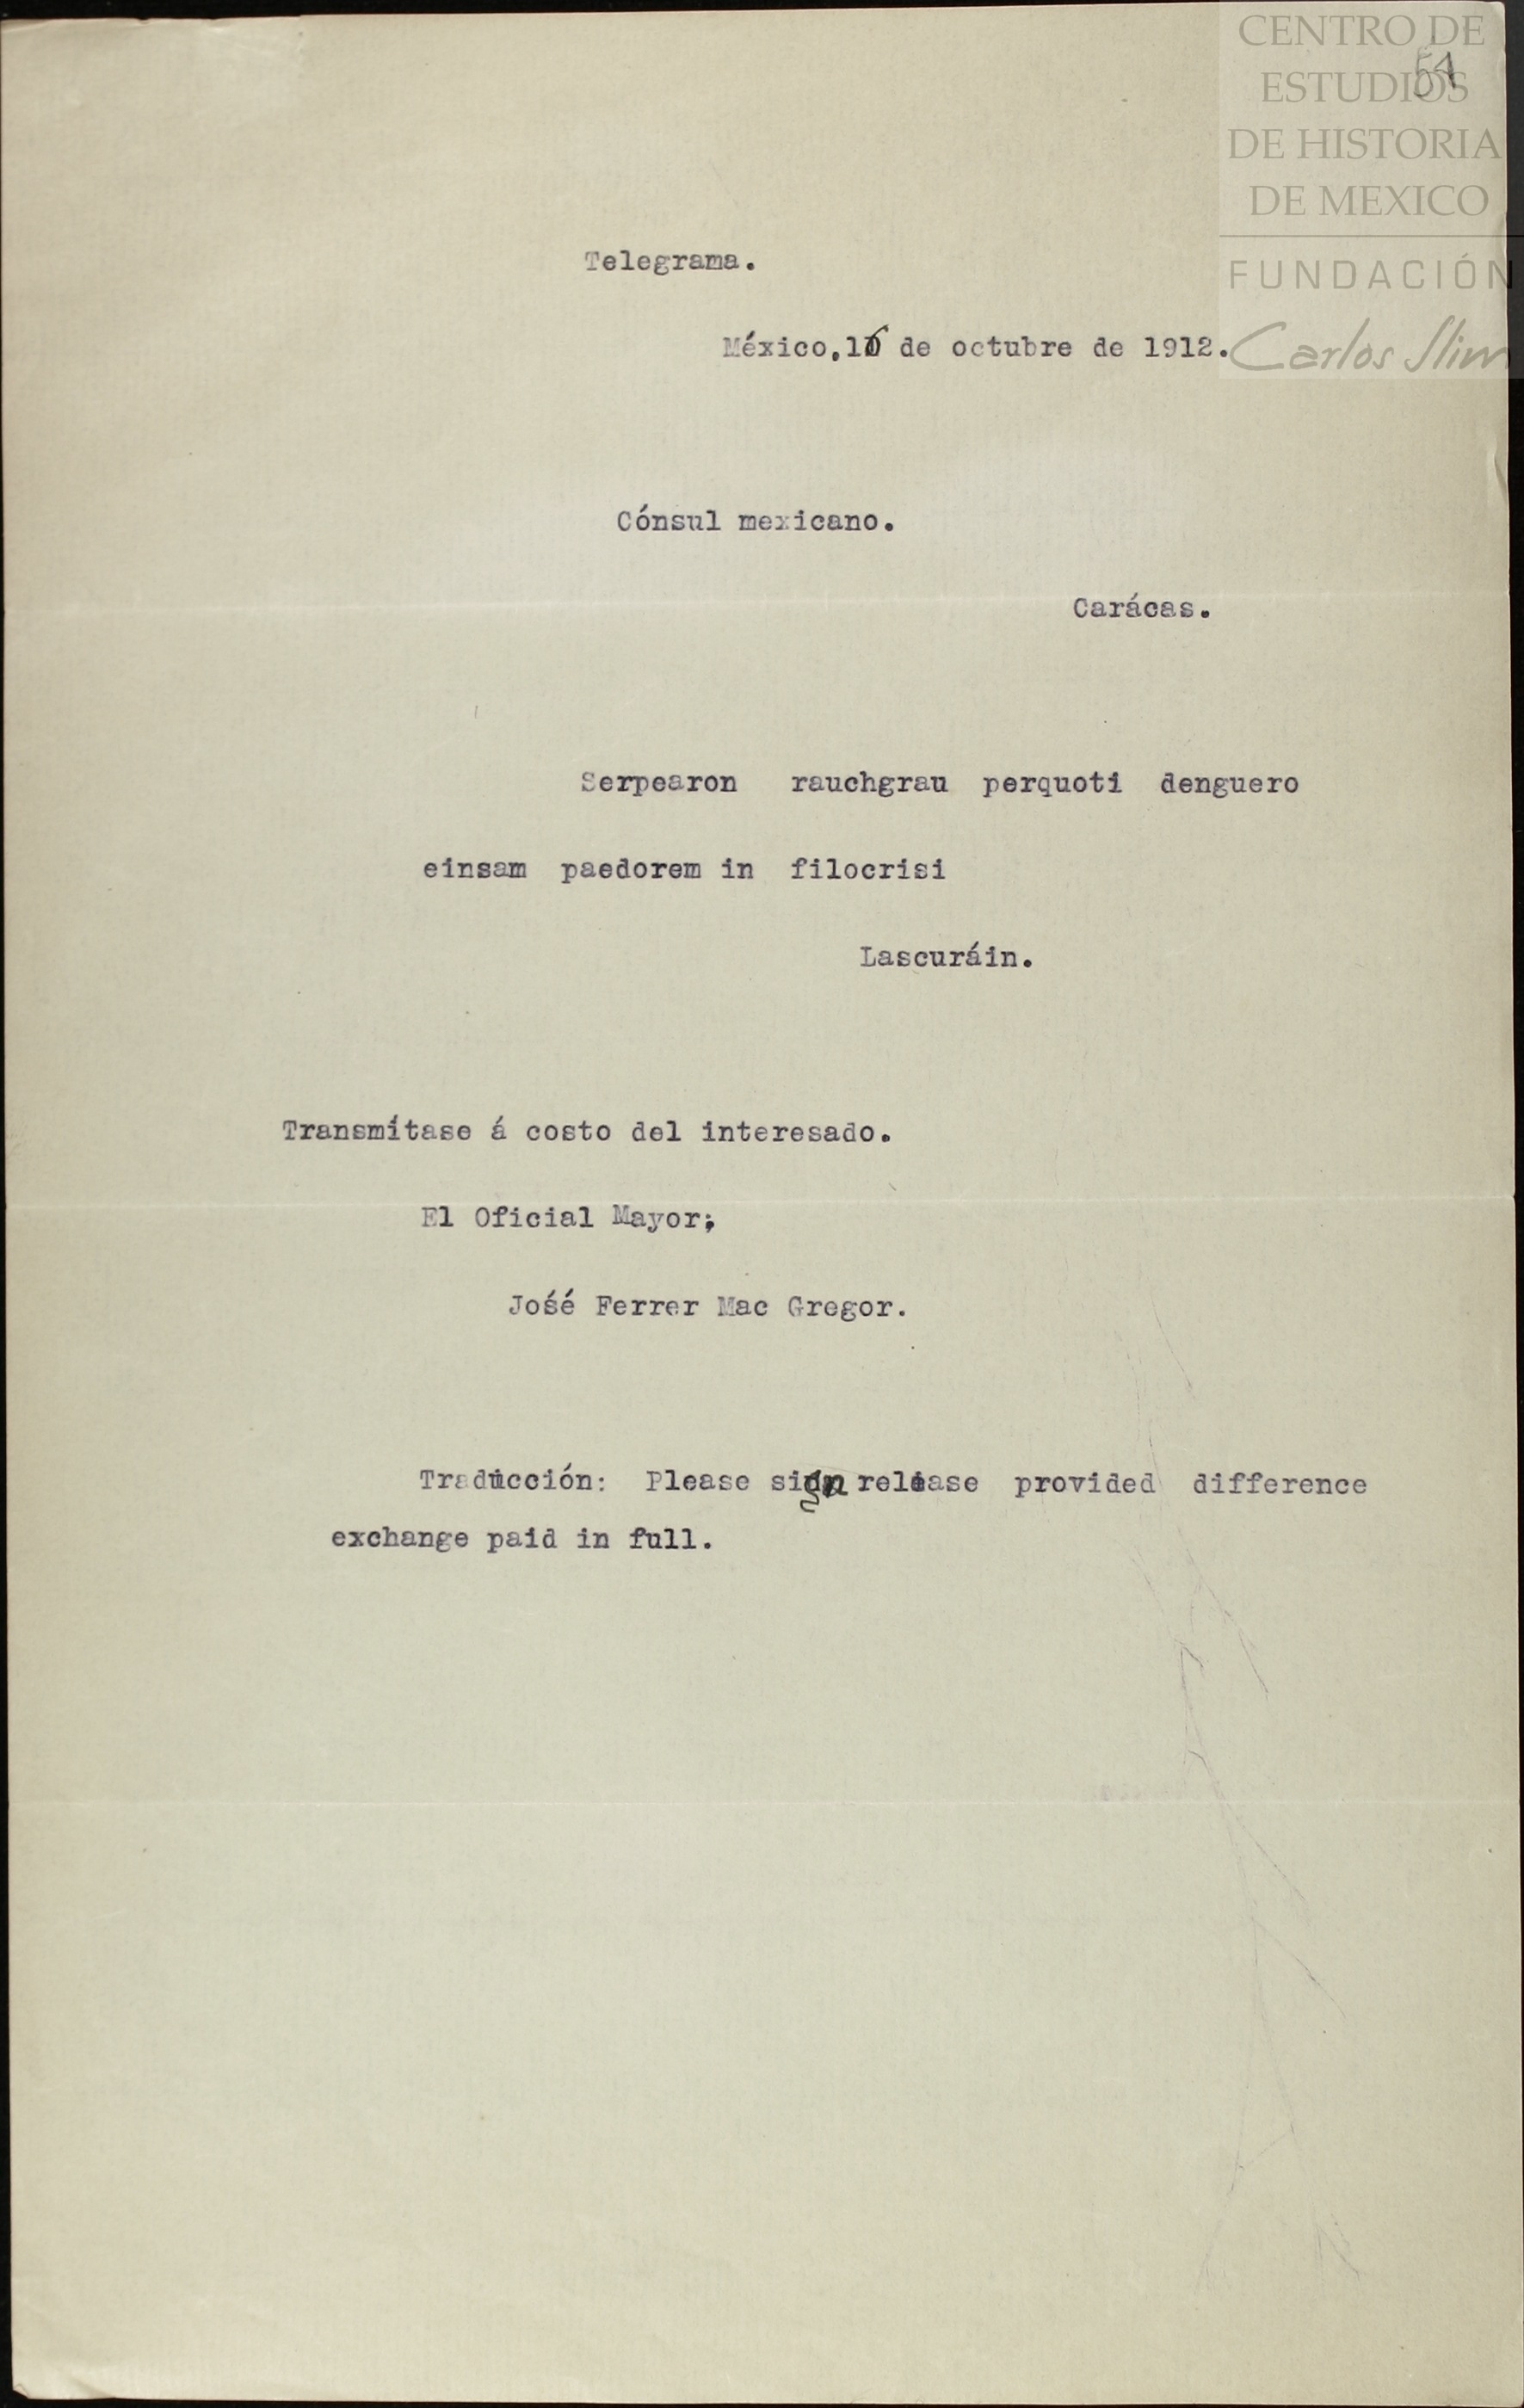 CENTRO DE
ESTUDIOS
DE HISTORIA
DE MEXICO
FUNDACIÓN
Carlos Slim
51
Telegrama.
México, 16 de octubre de 1912.
Cónsul mexicano.
Carácas.
Serpearon rauchgrau perquoti denguero
einsam paedorem in filocrisi
Lascuráin.
Transmítase á costo del interesado.
El Oficial Mayor;
José Ferrer Mac Gregor.
Traducción: Please sign release provided difference
exchange paid in full.